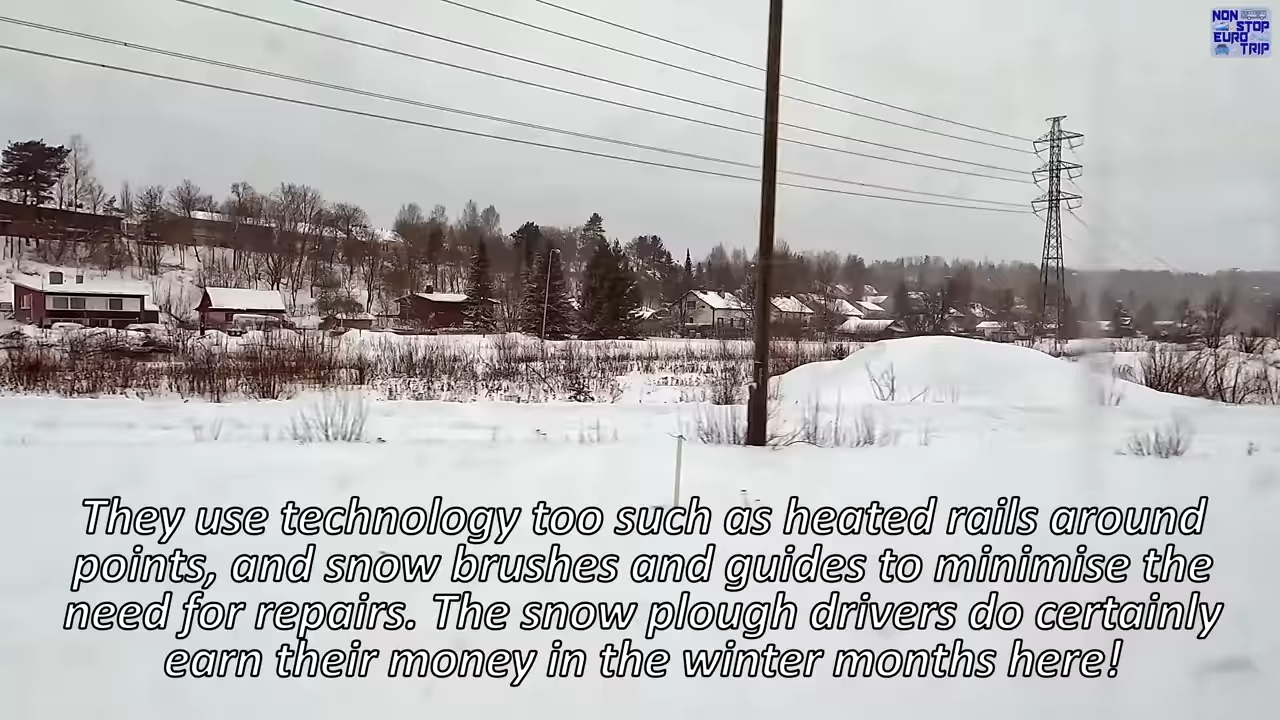 NON
STOP
EURO
TRIP
They use technology too such as heated rails around
points, and snow brushes and guides to minimise the
need for repairs. The snow plough drivers do certainly
earn their money in the winter months here!